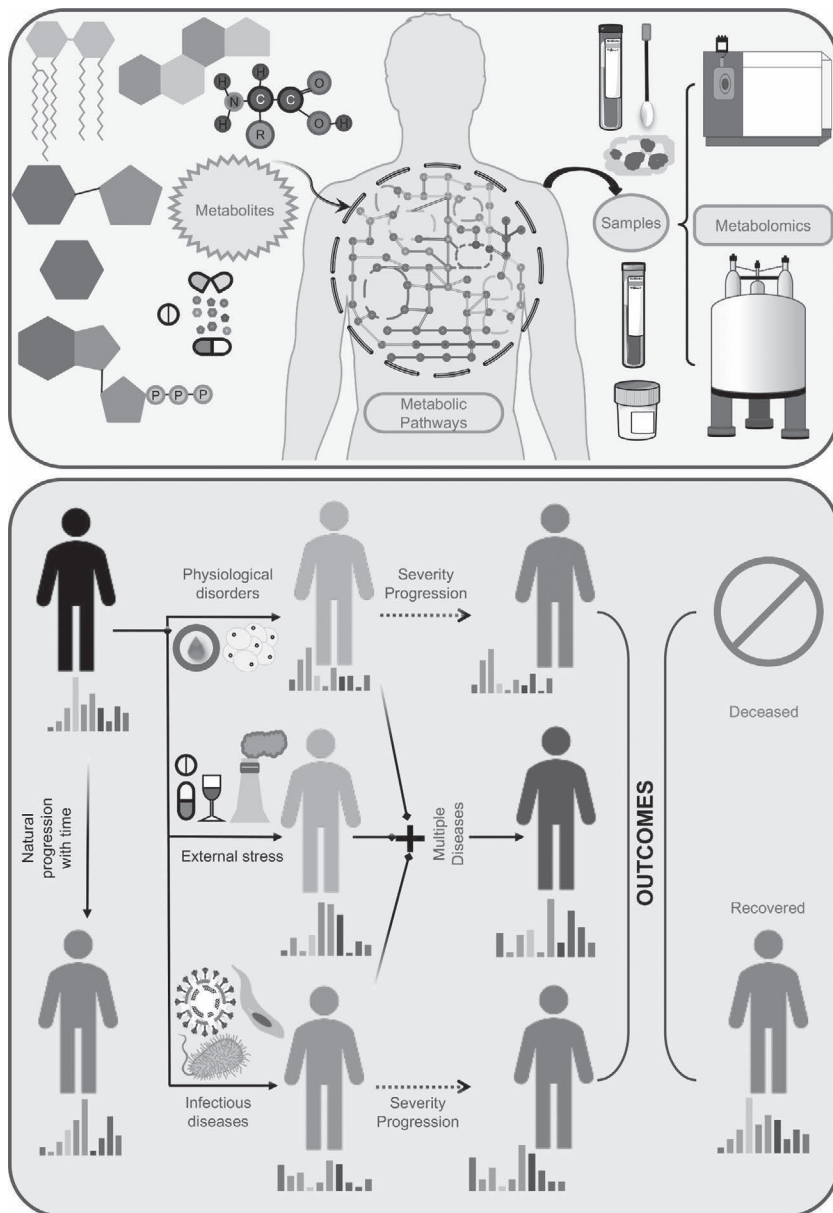 H
H
O
N
C
C
H
R
O
H
Metabolites
Samples
Metabolomics
P
P
P
Metabolic
Pathways
Physiological
disorders
Severity
Progression
Deceased
Natural
progression
with time
External stress
Multiple
Diseases
OUTCOMES
Recovered
Infectious
diseases
Severity
Progression